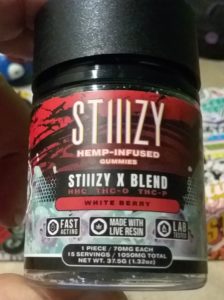 STIIIZY
HEMP-INFUSED
GUMMIES
STIIIZY X BLEND
HHC THC-O THC-P
WHITE BERRY
FAST ACTING
MADE WITH LIVE RESIN
LAB TESTED
1 PIECE / 70MG EACH
15 SERVINGS / 1050MG TOTAL
NET WT. 37.5G (1.32oz)